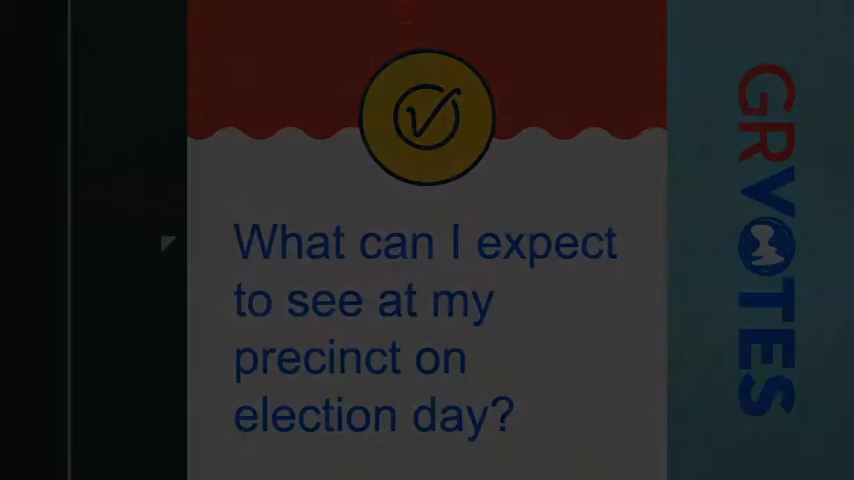 What can I expect
to see at my
precinct on
election day?
GRVOTES